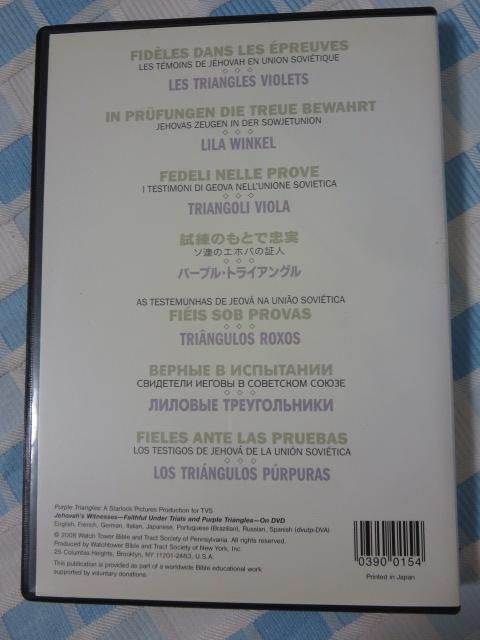 FIDÈLES DANS LES ÉPREUVES
LES TÉMOINS DE JÉHOVAH EN UNION SOVIÉTIQUE
◇ ◇ ◇
LES TRIANGLES VIOLETS
IN PRÜFUNGEN DIE TREUE BEWAHRT
JEHOVAS ZEUGEN IN DER SOWJETUNION
◇ ◇ ◇
LILA WINKEL
FEDELI NELLE PROVE
I TESTIMONI DI GEOVA NELL'UNIONE SOVIETICA
◇ ◇ ◇
TRIANGOLI VIOLA
試練のもとで忠実
ソ連のエホバの証人
◇ ◇ ◇
パープル・トライアングル
AS TESTEMUNHAS DE JEOVÁ NA UNIÃO SOVIÉTICA
FIÉIS SOB PROVAS
◇ ◇ ◇
TRIÂNGULOS ROXOS
ВЕРНЫЕ В ИСПЫТАНИИ
СВИДЕТЕЛИ ИЕГОВЫ В СОВЕТСКОМ СОЮЗЕ
◇ ◇ ◇
ЛИЛОВЫЕ ТРЕУГОЛЬНИКИ
FIELES ANTE LAS PRUEBAS
LOS TESTIGOS DE JEHOVÁ DE LA UNIÓN SOVIÉTICA
◇ ◇ ◇
LOS TRIÁNGULOS PÚRPURAS
Purple Triangles: A Starlock Pictures Production for TVS
Jehovah's Witnesses—Faithful Under Trials and Purple Triangles—On DVD
English, French, German, Italian, Japanese, Portuguese (Brazilian), Russian, Spanish (dvutp-DVA)
© 2008 Watch Tower Bible and Tract Society of Pennsylvania. All rights reserved.
Produced by Watchtower Bible and Tract Society of New York, Inc.
25 Columbia Heights, Brooklyn, NY 11201-2483, U.S.A.
This publication is provided as part of a worldwide Bible educational work
supported by voluntary donations.
0390 0154
Printed in Japan